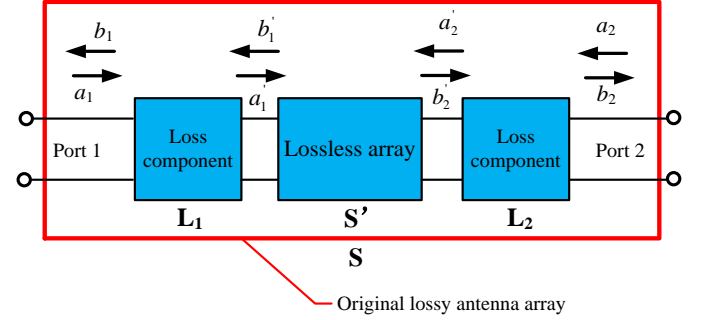 b₁ b₁' a₂' a₂
a₁ a₁' b₂' b₂
Port 1
Loss
component
Lossless array
Loss
component
Port 2
L₁ S' L₂
S
Original lossy antenna array